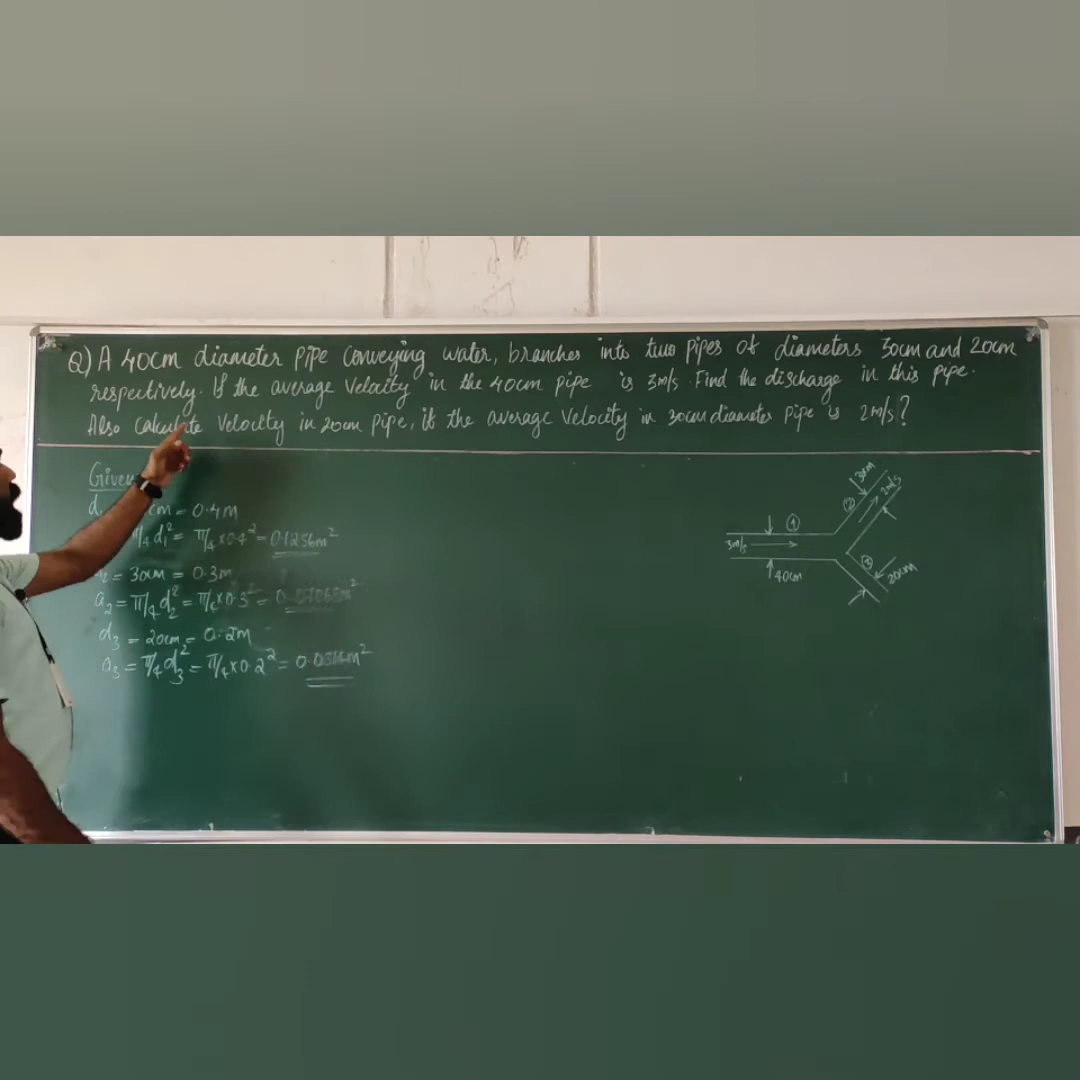 Q) A 40cm diameter pipe conveying water, branches into two pipes of diameters 30cm and 20cm
respectively. If the average velocity in the 40cm pipe is 3m/s. Find the discharge in this pipe.
Also calculate velocity in 20cm pipe, if the average velocity in 30cm diameter pipe is 2m/s?
Given
d cm = 0.4m
π/4 d₁² = π/4 × 0.4² = 0.1256m²
= 30cm = 0.3m
a₂ = π/4 d₂² = π/4 × 0.3² = m²
d₃ = 20cm = 0.2m
a₃ = π/4 d₃² = π/4 × 0.2² = m²
30cm
② 2m/s
①
3m/s
③
40cm 20cm